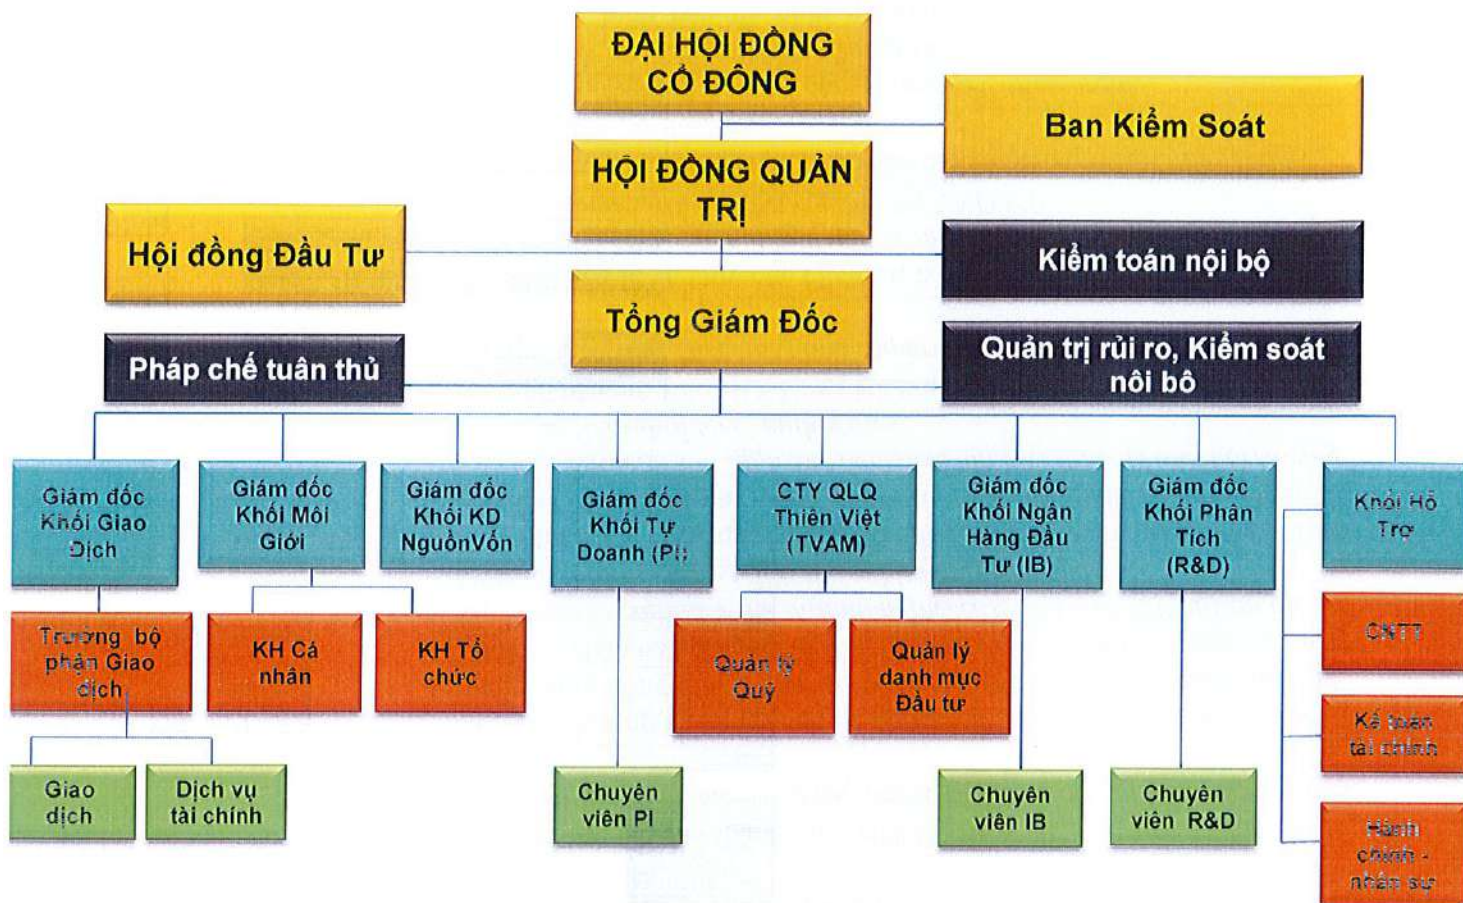 ĐẠI HỘI ĐỒNG
CỔ ĐÔNG
Ban Kiểm Soát
HỘI ĐỒNG QUẢN
TRỊ
Hội đồng Đầu Tư
Kiểm toán nội bộ
Tổng Giám Đốc
Pháp chế tuân thủ
Quản trị rủi ro, Kiểm soát
nôi bô
Giám đốc
Khối Giao
Dịch
Giám đốc
Khối Môi
Giới
Giám đốc
Khối KD
NguồnVốn
Giám đốc
Khối Tự
Doanh (PI)
CTY QLQ
Thiên Việt
(TVAM)
Giám đốc
Khối Ngân
Hàng Đầu
Tư (IB)
Giám đốc
Khối Phân
Tích
(R&D)
Khối Hỗ
Trợ
Trưởng bộ
phận Giao
dịch
KH Cá
nhân
KH Tổ
chức
Quản lý
Quỹ
Quản lý
danh mục
Đầu tư
CNTT
Kế toán
tài chính
Giao
dịch
Dịch vụ
tài chính
Chuyên
viên PI
Chuyên
viên IB
Chuyên
viên R&D
Hành
chính -
nhân sự